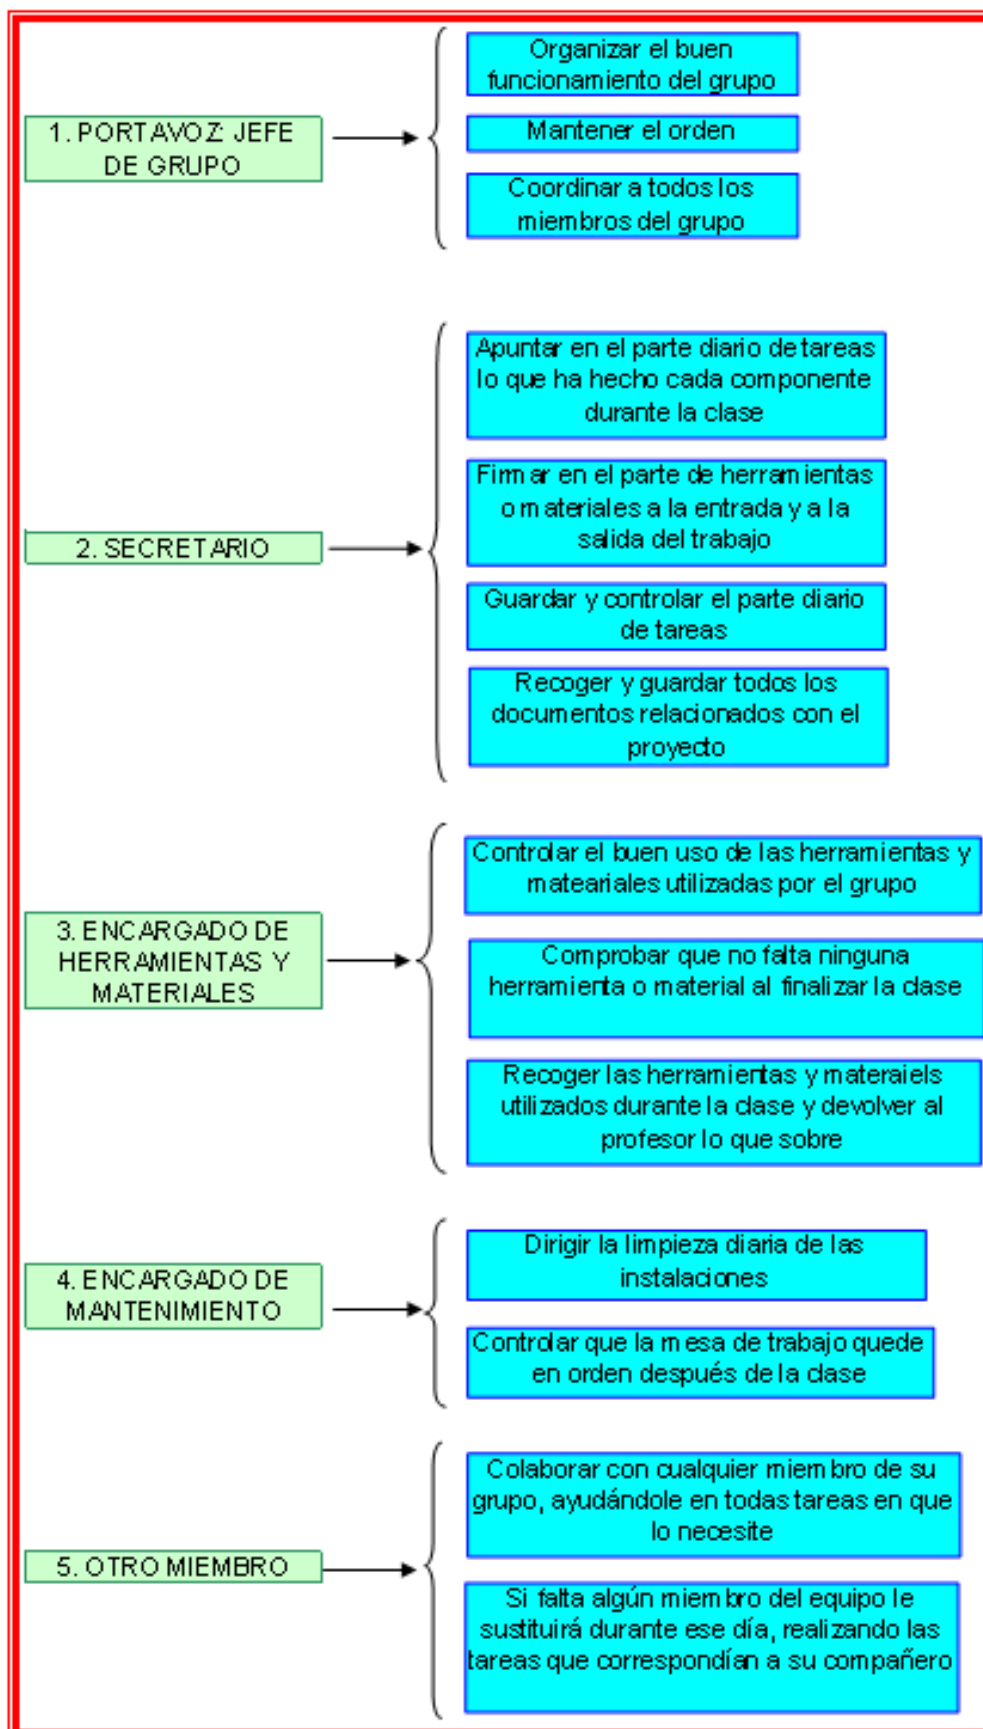 1. PORTAVOZ: JEFE
DE GRUPO
Organizar el buen
funcionamiento del grupo
Mantener el orden
Coordinar a todos los
miembros del grupo
2. SECRETARIO
Apuntar en el parte diario de tareas
lo que ha hecho cada componente
durante la clase
Firmar en el parte de herramientas
o materiales a la entrada y a la
salida del trabajo
Guardar y controlar el parte diario
de tareas
Recoger y guardar todos los
documentos relacionados con el
proyecto
3. ENCARGADO DE
HERRAMIENTAS Y
MATERIALES
Controlar el buen uso de las herramientas y
mateariales utilizadas por el grupo
Comprobar que no falta ninguna
herramienta o material al finalizar la clase
Recoger las herramientas y materaiels
utilizados durante la clase y devolver al
profesor lo que sobre
4. ENCARGADO DE
MANTENIMIENTO
Dirigir la limpieza diaria de las
instalaciones
Controlar que la mesa de trabajo quede
en orden después de la clase
5. OTRO MIEMBRO
Colaborar con cualquier miembro de su
grupo, ayudándole en todas tareas en que
lo necesite
Si falta algún miembro del equipo le
sustituirá durante ese día, realizando las
tareas que correspondían a su compañero